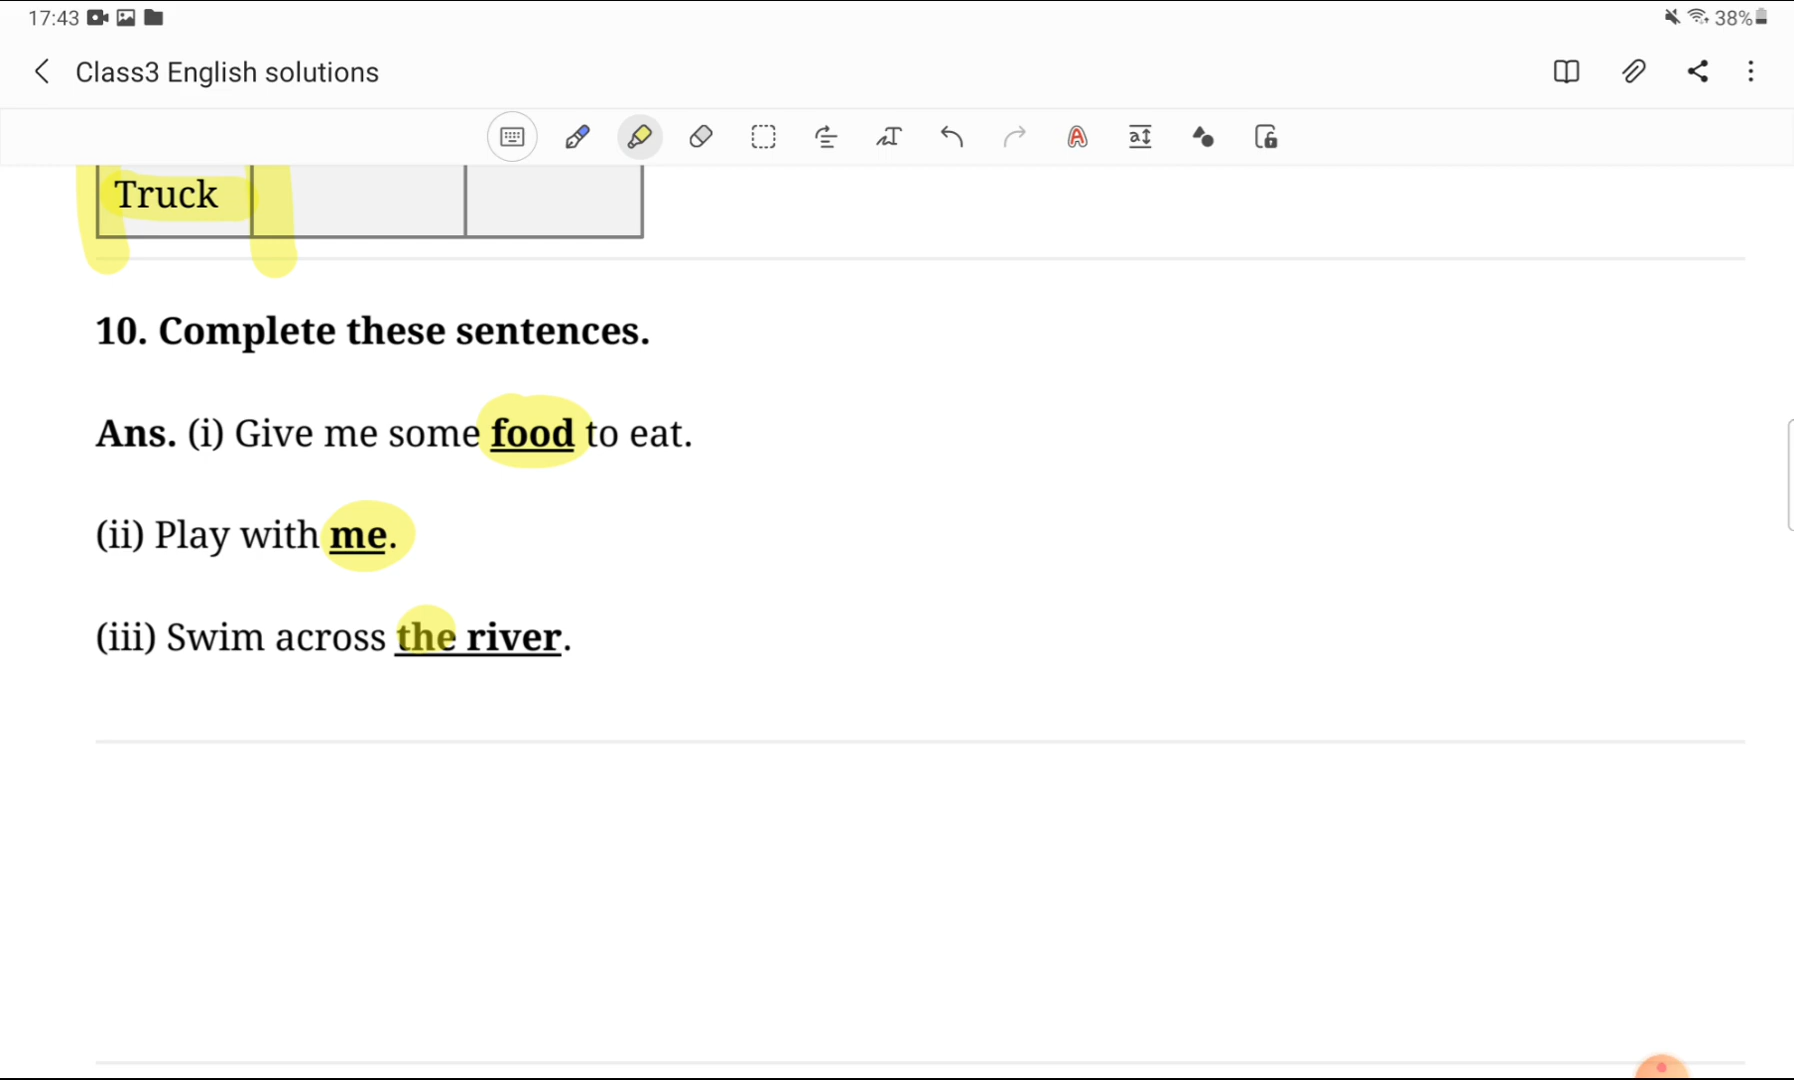 17:43 38%
Class3 English solutions
Truck
10. Complete these sentences.
Ans. (i) Give me some food to eat.
(ii) Play with me.
(iii) Swim across the river.